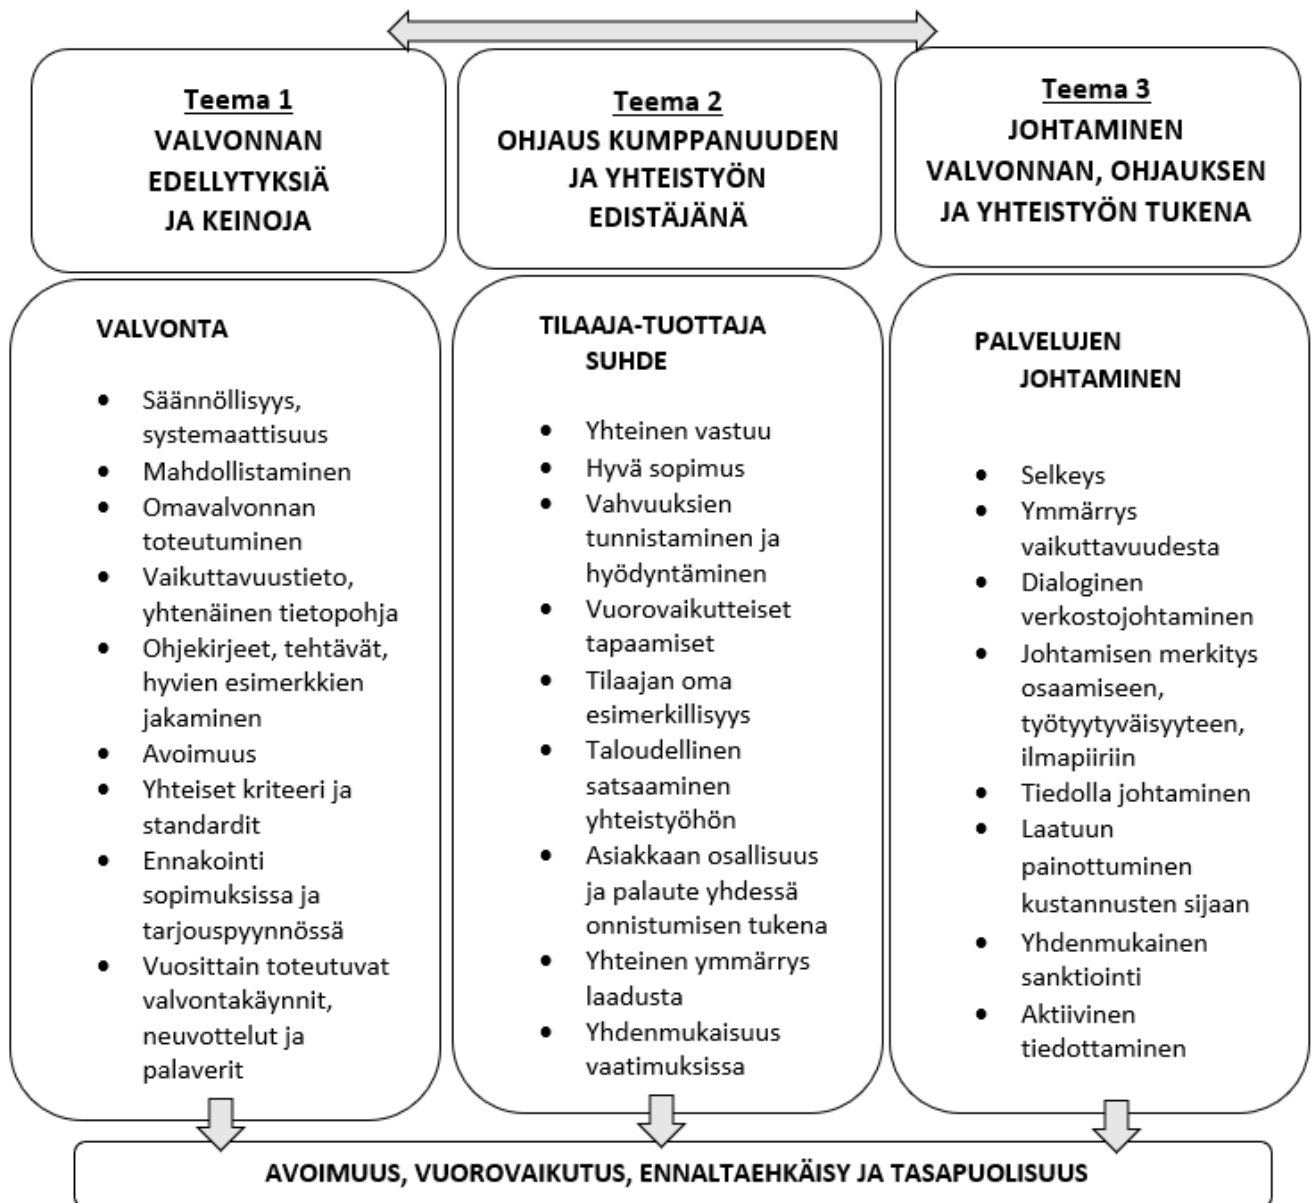 Teema 1
VALVONNAN
EDELLYTYKSIÄ
JA KEINOJA
Teema 2
OHJAUS KUMPPANUUDEN
JA YHTEISTYÖN
EDISTÄJÄNÄ
Teema 3
JOHTAMINEN
VALVONNAN, OHJAUKSEN
JA YHTEISTYÖN TUKENA
VALVONTA
• Säännöllisyys,
systemaattisuus
• Mahdollistaminen
• Omavalvonnan
toteutuminen
• Vaikuttavuustieto,
yhtenäinen tietopohja
• Ohjekirjeet, tehtävät,
hyvien esimerkkien
jakaminen
• Avoimuus
• Yhteiset kriteeri ja
standardit
• Ennakointi
sopimuksissa ja
tarjouspyynnössä
• Vuosittain toteutuvat
valvontakäynnit,
neuvottelut ja
palaverit
TILAAJA-TUOTTAJA
SUHDE
• Yhteinen vastuu
• Hyvä sopimus
• Vahvuuksien
tunnistaminen ja
hyödyntäminen
• Vuorovaikutteiset
tapaamiset
• Tilaajan oma
esimerkillisyys
• Taloudellinen
satsaaminen
yhteistyöhön
• Asiakkaan osallisuus
ja palaute yhdessä
onnistumisen tukena
• Yhteinen ymmärrys
laadusta
• Yhdenmukaisuus
vaatimuksissa
PALVELUJEN
JOHTAMINEN
• Selkeys
• Ymmärrys
vaikuttavuudesta
• Dialoginen
verkostojohtaminen
• Johtamisen merkitys
osaamiseen,
työtyytyväisyyteen,
ilmapiiriin
• Tiedolla johtaminen
• Laatuun
painottuminen
kustannusten sijaan
• Yhdenmukainen
sanktiointi
• Aktiivinen
tiedottaminen
AVOIMUUS, VUOROVAIKUTUS, ENNALTAEHKÄISY JA TASAPUOLISUUS